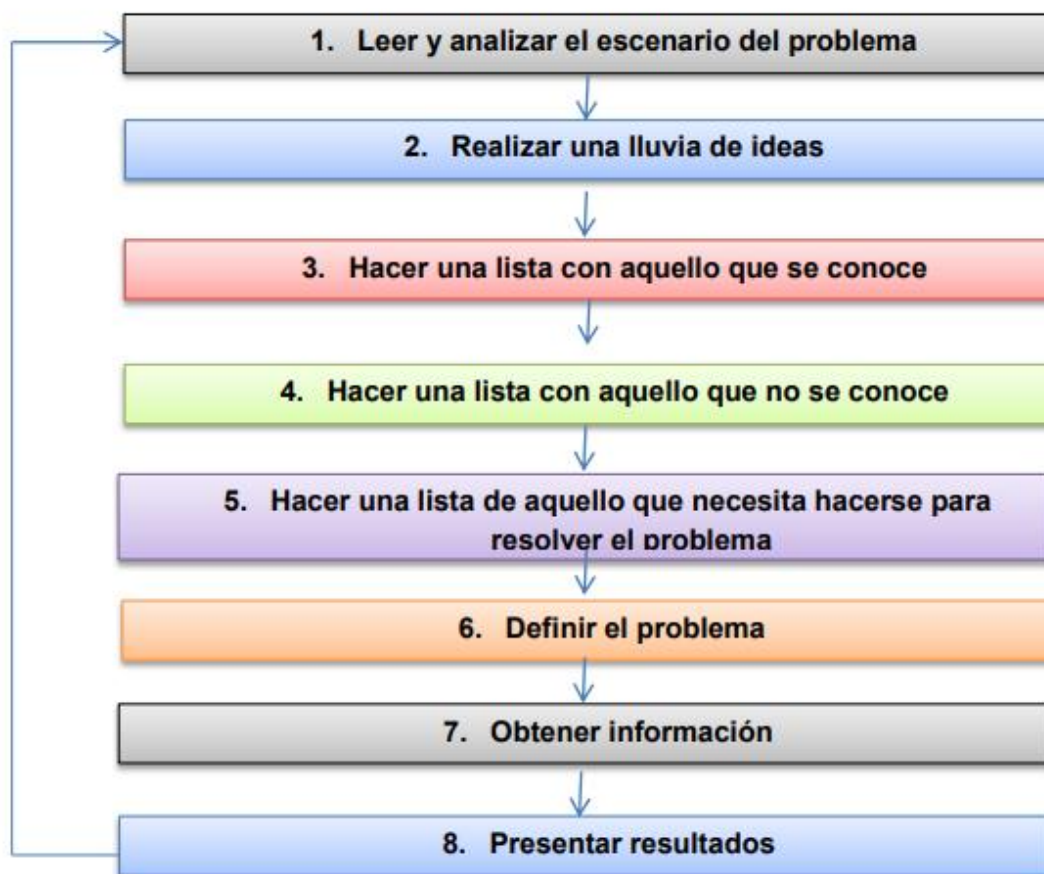 1. Leer y analizar el escenario del problema
2. Realizar una lluvia de ideas
3. Hacer una lista con aquello que se conoce
4. Hacer una lista con aquello que no se conoce
5. Hacer una lista de aquello que necesita hacerse para
resolver el problema
6. Definir el problema
7. Obtener información
8. Presentar resultados